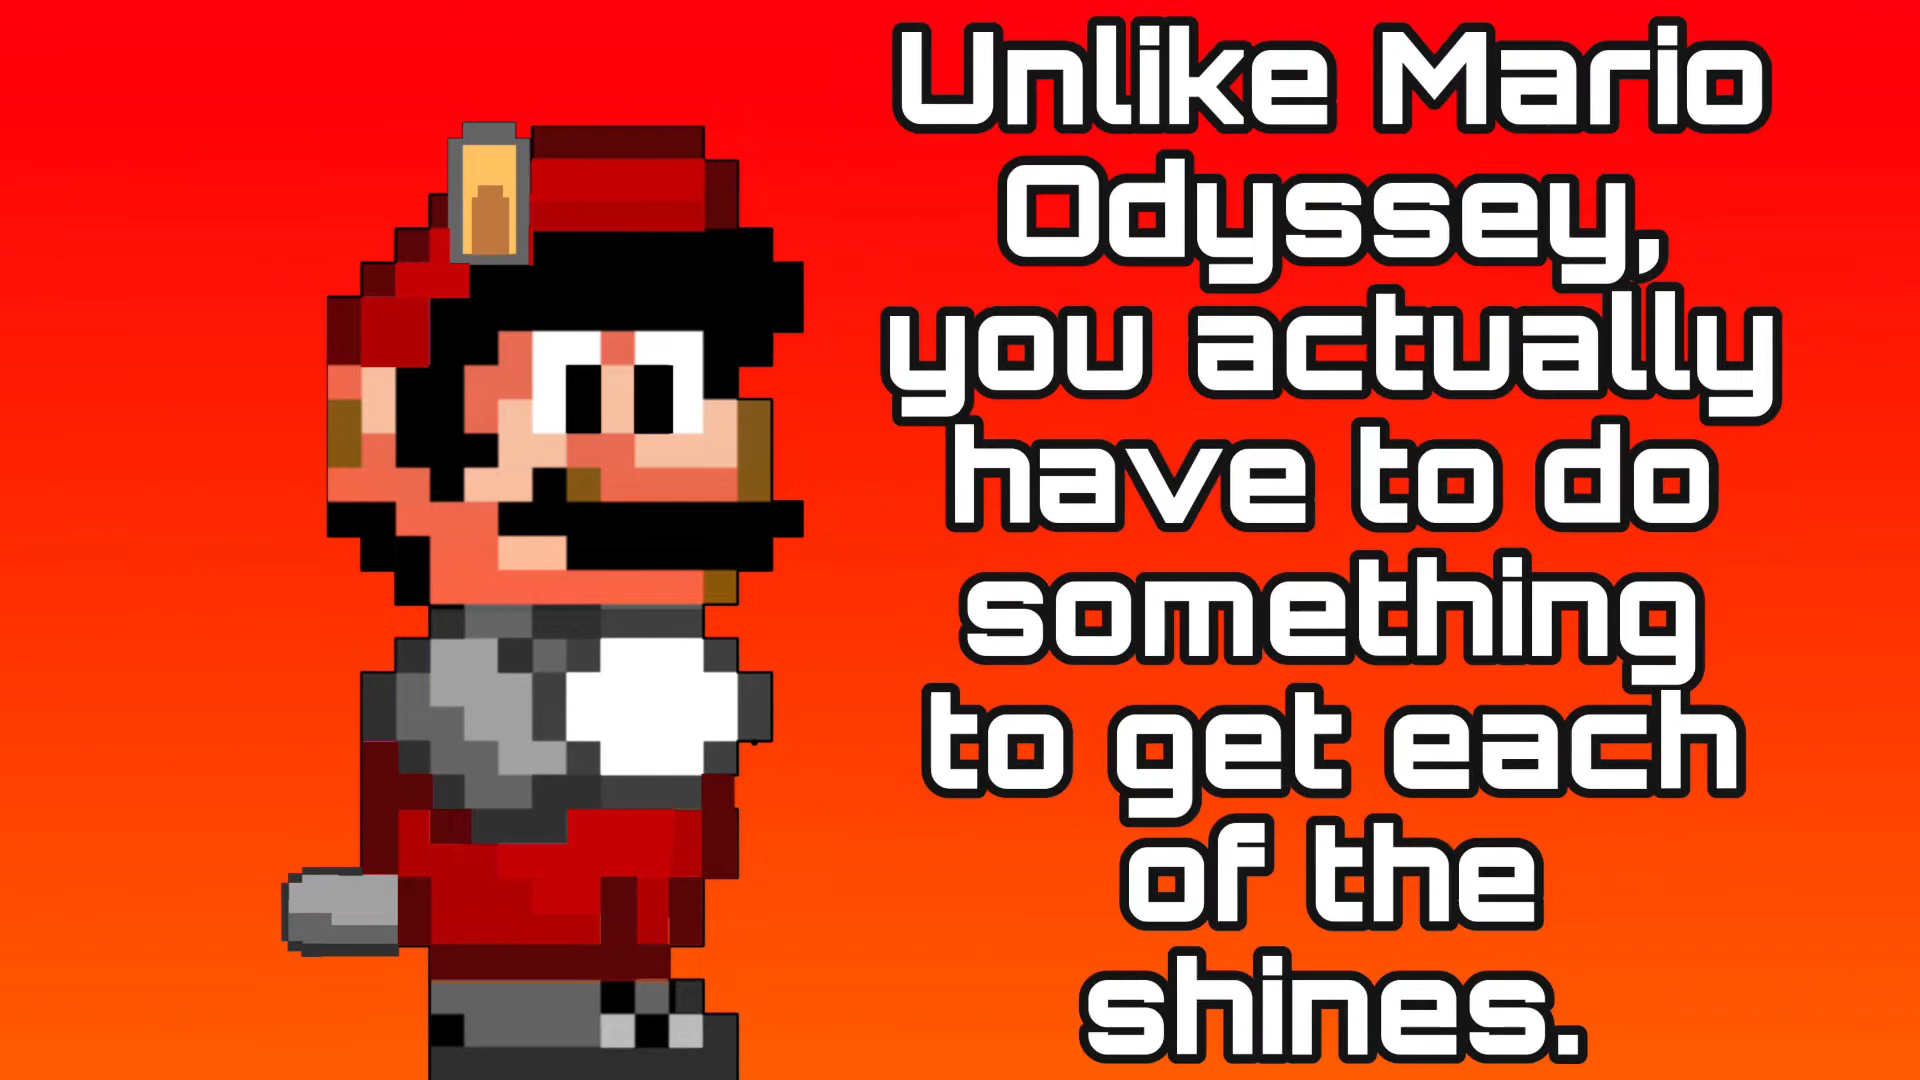 Unlike Mario
Odyssey,
you actually
have to do
something
to get each
of the
shines.